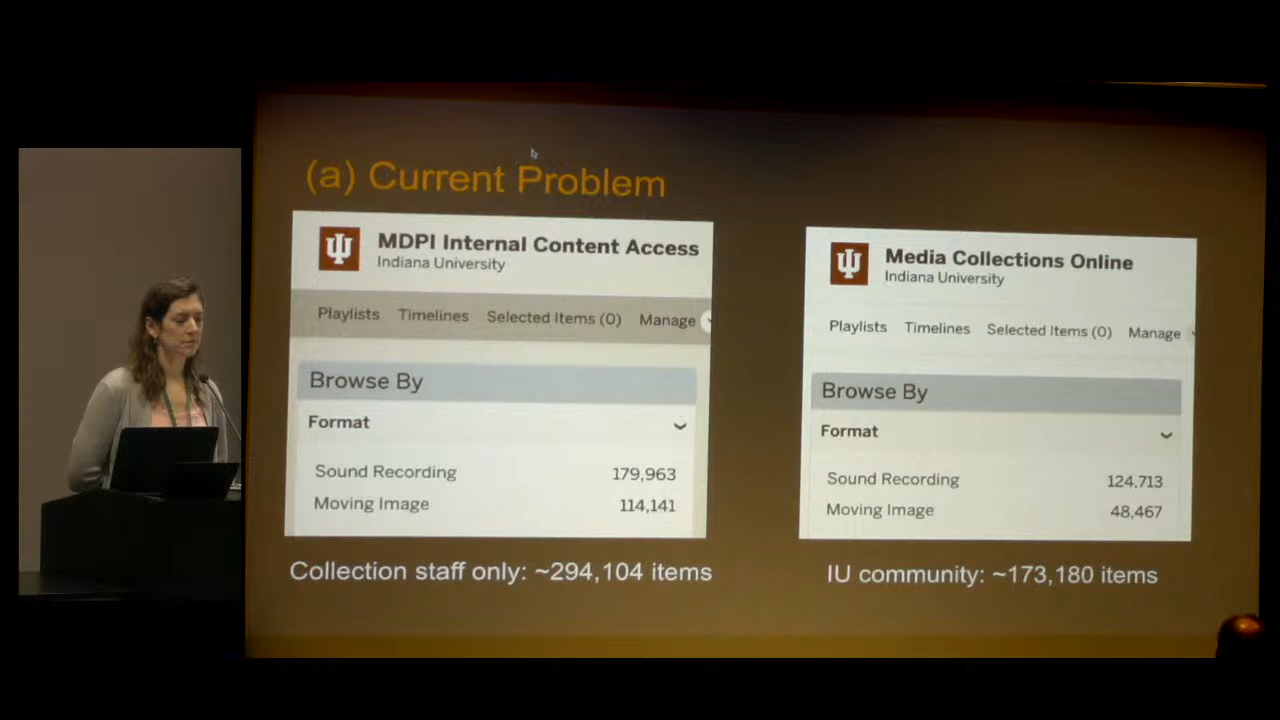 (a) Current Problem
MDPI Internal Content Access
Indiana University
Playlists Timelines Selected Items (0) Manage
Browse By
Format
Sound Recording 179,963
Moving Image 114,141
Collection staff only: ~294,104 items
Media Collections Online
Indiana University
Playlists Timelines Selected Items (0) Manage
Browse By
Format
Sound Recording 124,713
Moving Image 48,467
IU community: ~173,180 items